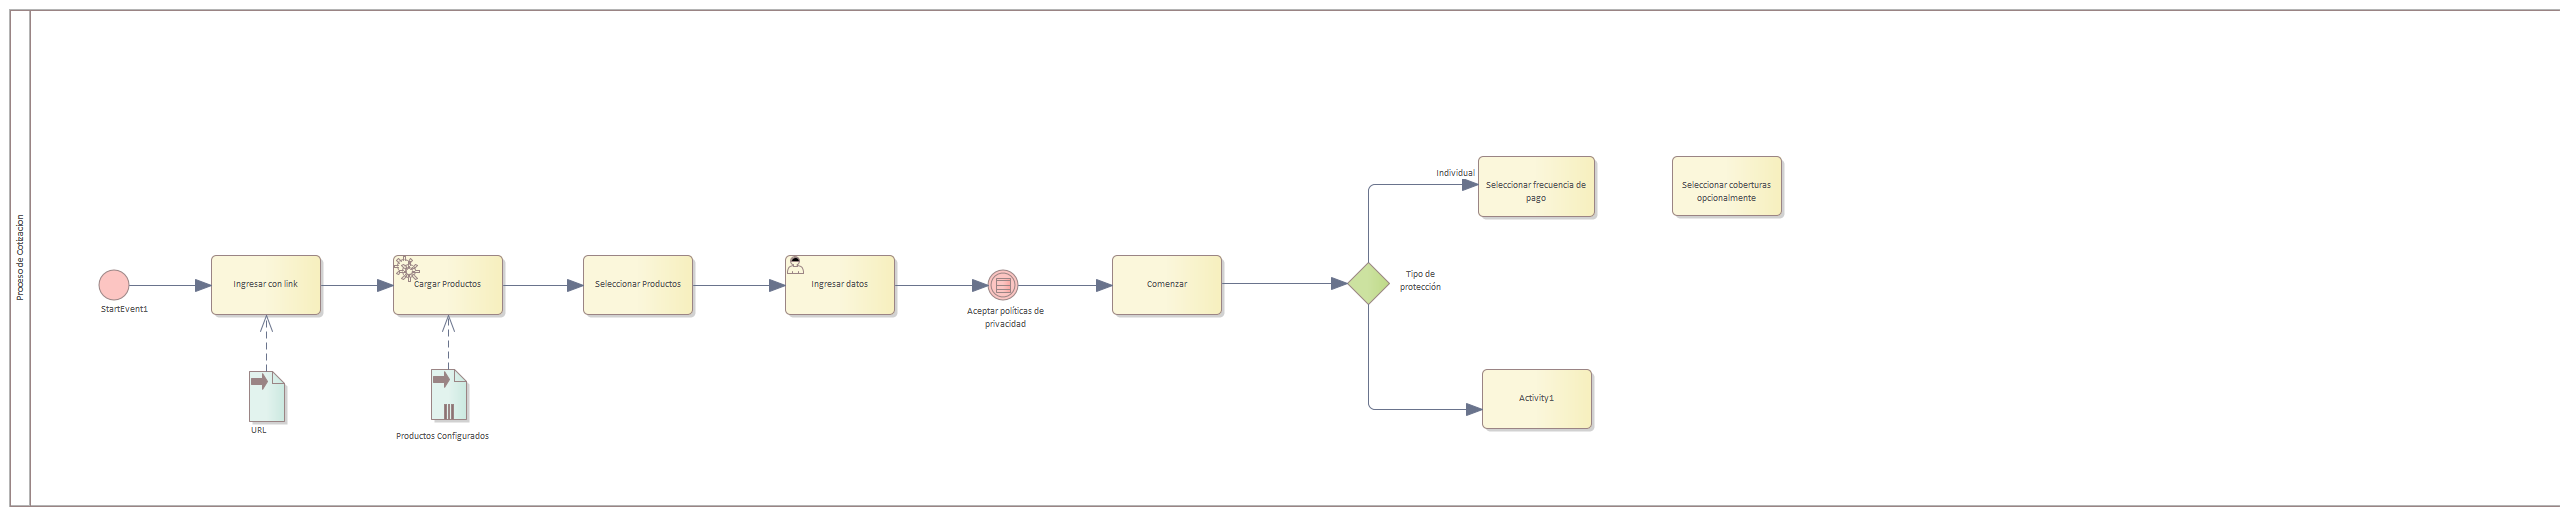 Proceso de Cotizacion
StartEvent1
Ingresar con link
URL
Cargar Productos
Productos Configurados
Seleccionar Productos
Ingresar datos
Aceptar políticas de
privacidad
Comenzar
Tipo de
protección
Individual
Seleccionar frecuencia de
pago
Seleccionar coberturas
opcionalmente
Activity1